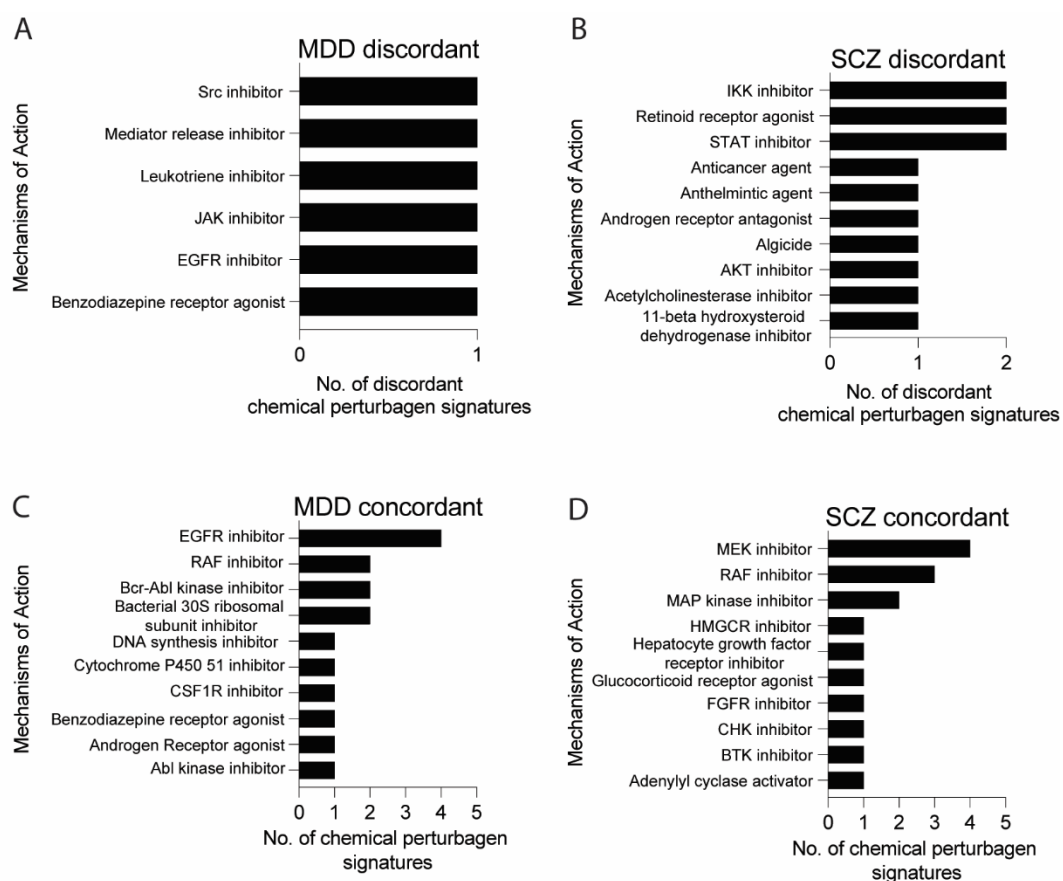 A
MDD discordant
Mechanisms of Action
Src inhibitor
Mediator release inhibitor
Leukotriene inhibitor
JAK inhibitor
EGFR inhibitor
Benzodiazepine receptor agonist
0 1
No. of discordant
chemical perturbagen signatures
B
SCZ discordant
Mechanisms of Action
IKK inhibitor
Retinoid receptor agonist
STAT inhibitor
Anticancer agent
Anthelmintic agent
Androgen receptor antagonist
Algicide
AKT inhibitor
Acetylcholinesterase inhibitor
11-beta hydroxysteroid
dehydrogenase inhibitor
0 1 2
No. of discordant
chemical perturbagen signatures
C
MDD concordant
Mechanisms of Action
EGFR inhibitor
RAF inhibitor
Bcr-Abl kinase inhibitor
Bacterial 30S ribosomal
subunit inhibitor
DNA synthesis inhibitor
Cytochrome P450 51 inhibitor
CSF1R inhibitor
Benzodiazepine receptor agonist
Androgen Receptor agonist
Abl kinase inhibitor
0 1 2 3 4 5
No. of chemical perturbagen
signatures
D
SCZ concordant
Mechanisms of Action
MEK inhibitor
RAF inhibitor
MAP kinase inhibitor
HMGCR inhibitor
Hepatocyte growth factor
receptor inhibitor
Glucocorticoid receptor agonist
FGFR inhibitor
CHK inhibitor
BTK inhibitor
Adenylyl cyclase activator
0 1 2 3 4 5
No. of chemical perturbagen
signatures